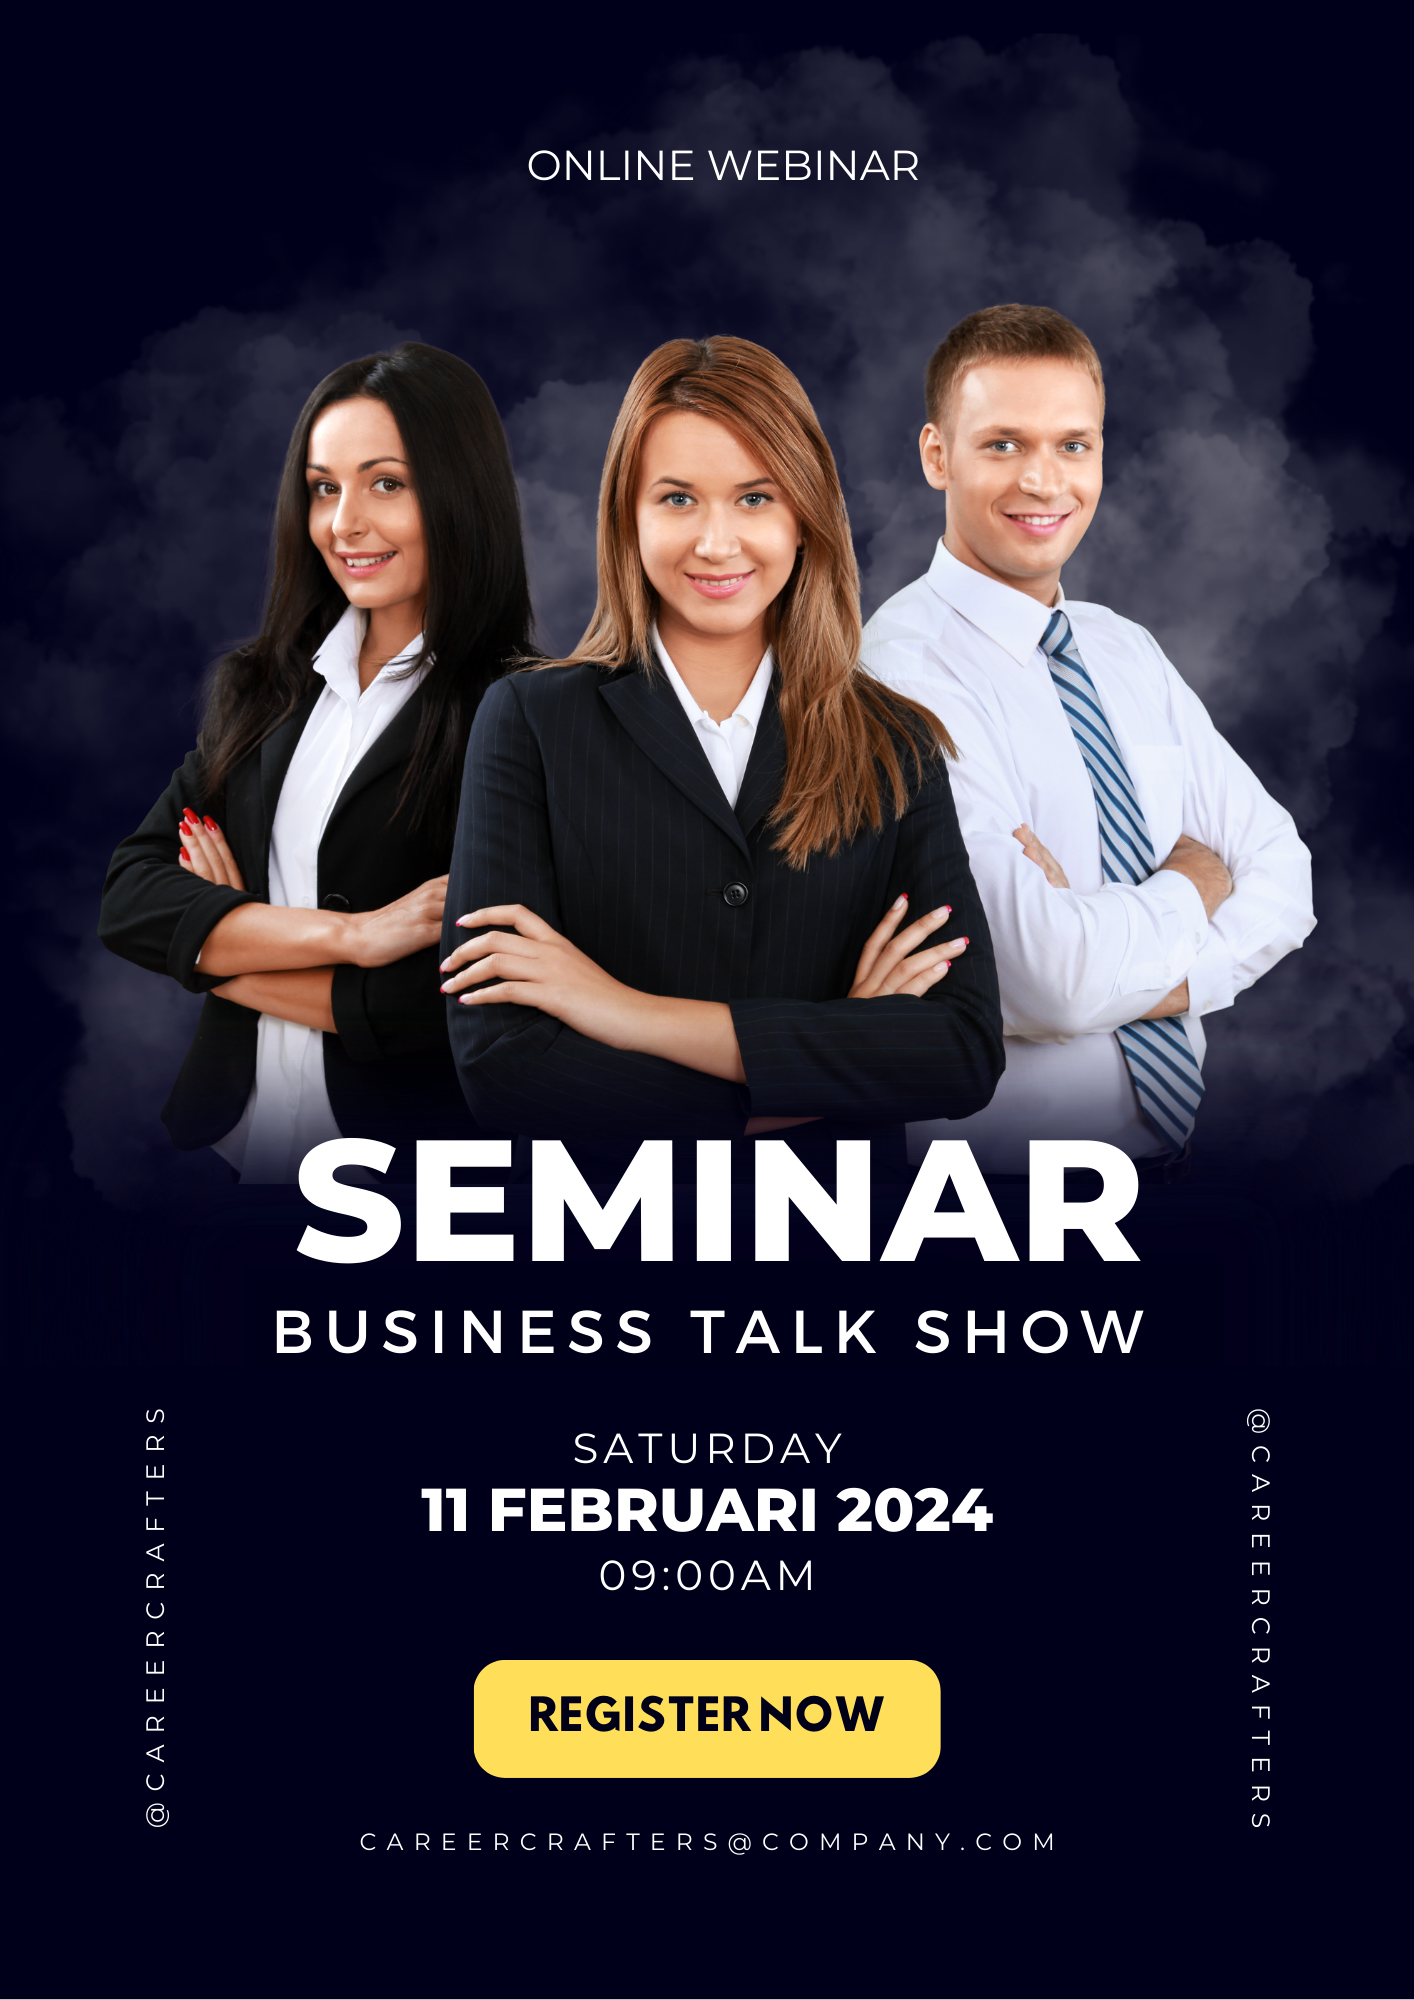 ONLINE WEBINAR
SEMINAR
BUSINESS TALK SHOW
@CAREERCRAFTERS
SATURDAY
11 FEBRUARI 2024
09:00AM
@CAREERCRAFTERS
REGISTER NOW
CAREERCRAFTERS@COMPANY.COM